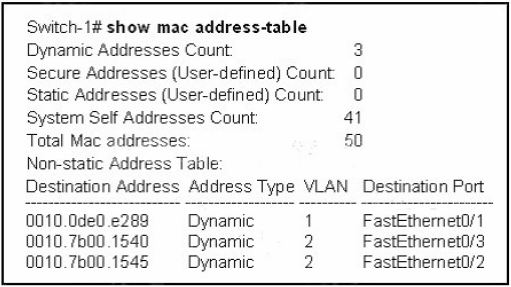 Switch-1# show mac address-table
Dynamic Addresses Count: 3
Secure Addresses (User-defined) Count: 0
Static Addresses (User-defined) Count: 0
System Self Addresses Count: 41
Total Mac addresses: 50
Non-static Address Table:
Destination Address Address Type VLAN Destination Port
0010.0de0.e289 Dynamic 1 FastEthernet0/1
0010.7b00.1540 Dynamic 2 FastEthernet0/3
0010.7b00.1545 Dynamic 2 FastEthernet0/2